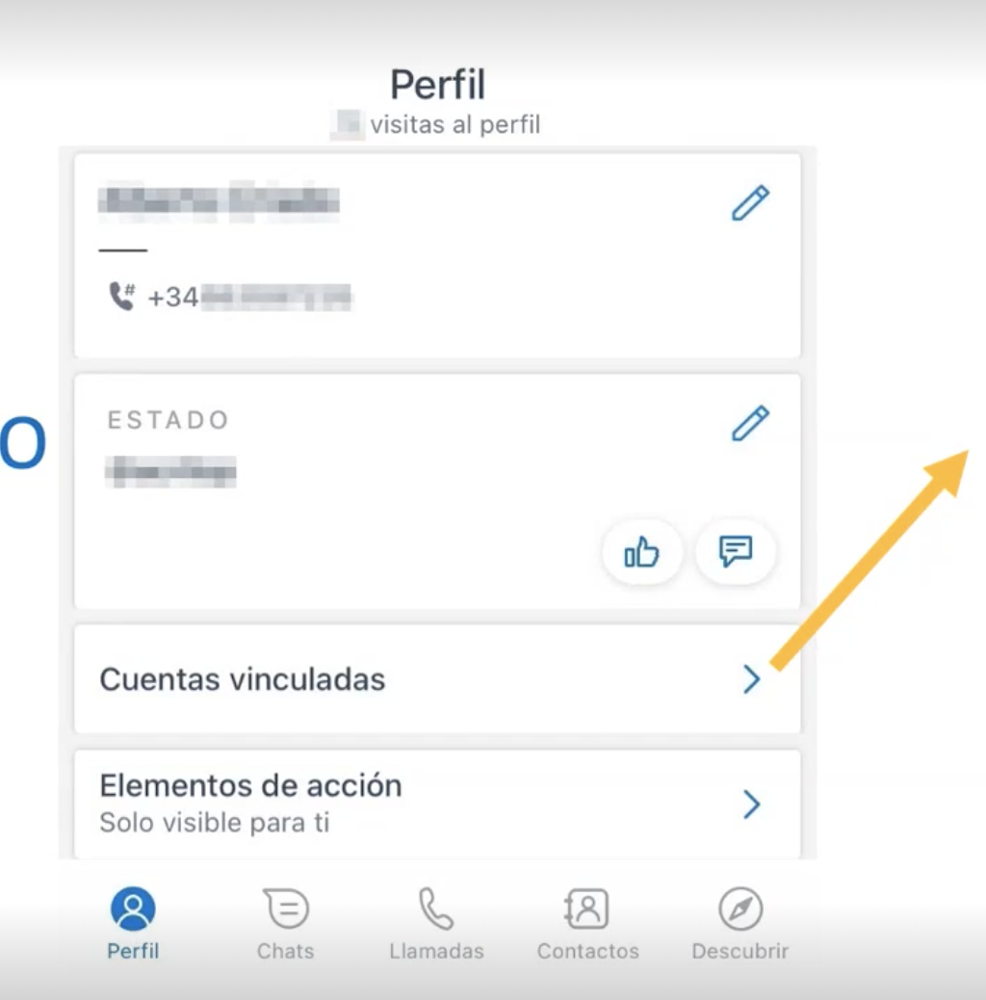 Perfil
visitas al perfil
+34
ESTADO
O
Cuentas vinculadas
Elementos de acción
Solo visible para ti
Perfil
Chats
Llamadas
Contactos
Descubrir